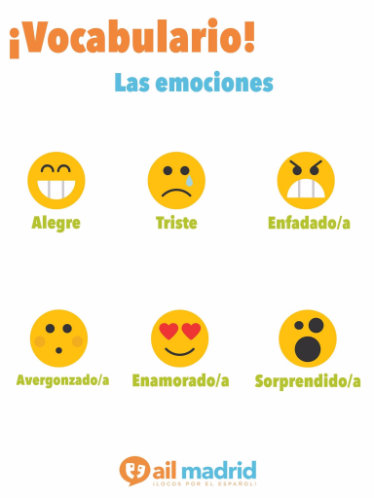 ¡Vocabulario!
Las emociones
Alegre Triste Enfadado/a
Avergonzado/a Enamorado/a Sorprendido/a
ail madrid
¡LOCOS POR EL ESPAÑOL!